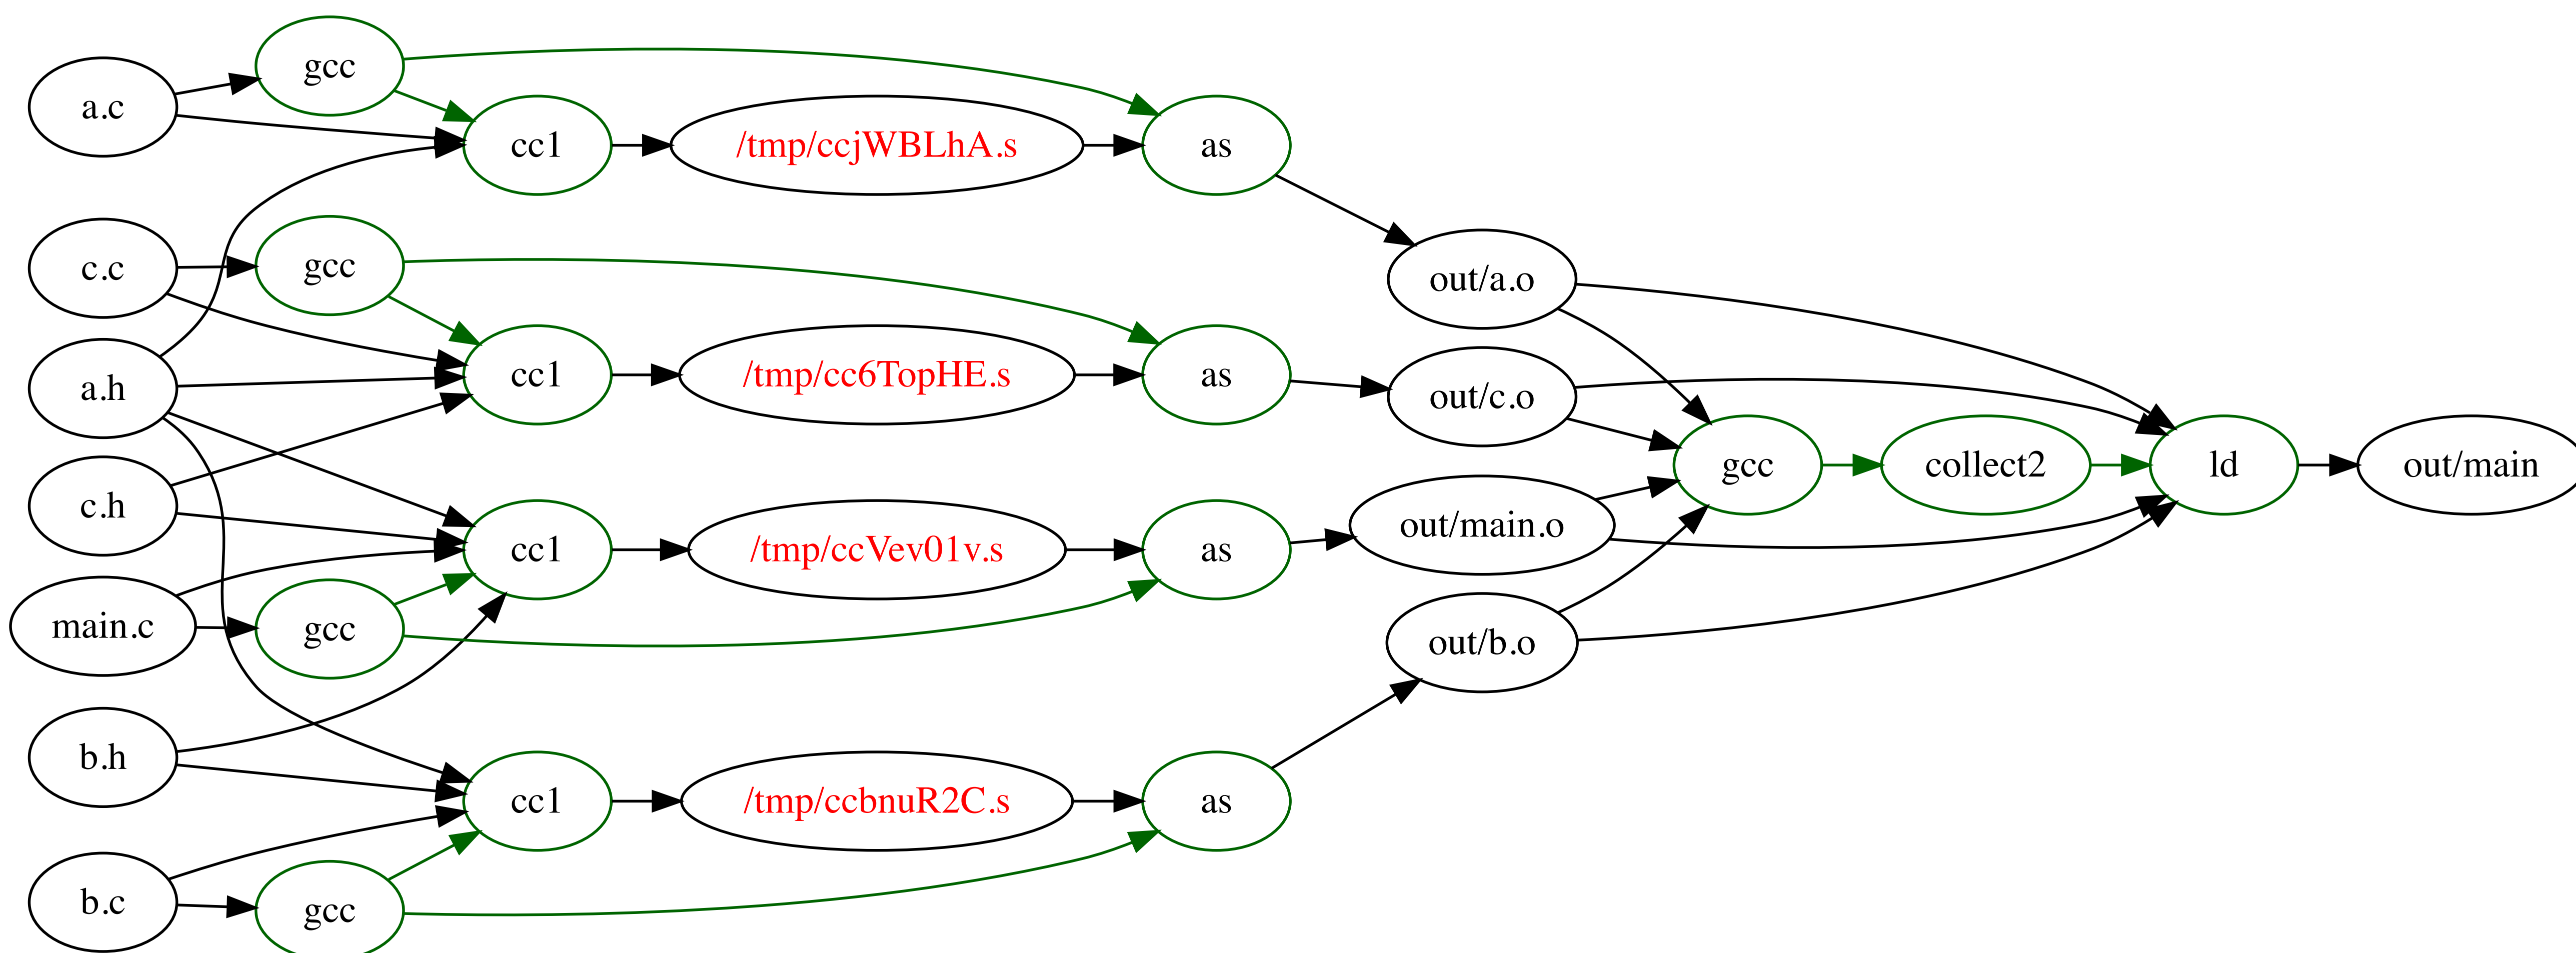 gcc
a.c
cc1
/tmp/ccjWBLhA.s
as
c.c
gcc
out/a.o
a.h
cc1
/tmp/cc6TopHE.s
as
out/c.o
gcc
collect2
ld
out/main
c.h
cc1
/tmp/ccVev01v.s
as
out/main.o
main.c
gcc
out/b.o
b.h
cc1
/tmp/ccbnuR2C.s
as
b.c
gcc